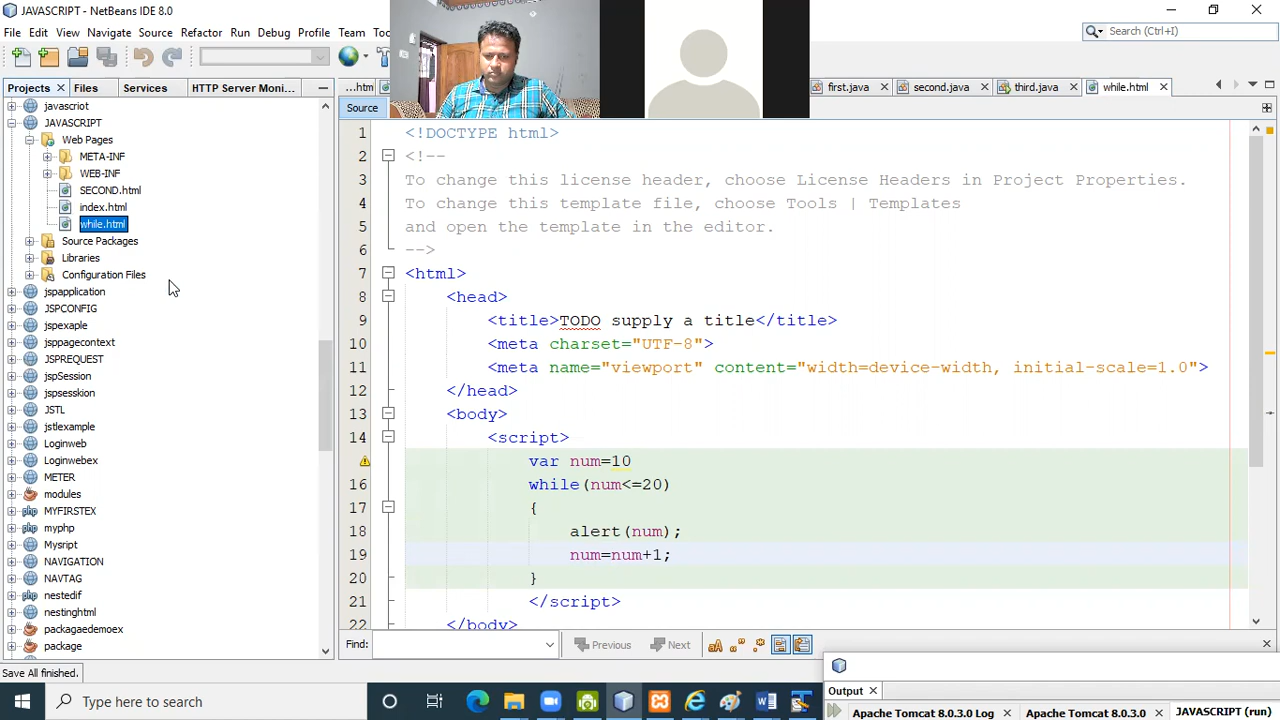 JAVASCRIPT - NetBeans IDE 8.0
File Edit View Navigate Source Refactor Run Debug Profile Team
Search (Ctrl+I)
Projects Files Services HTTP Server Moni...
...htm first.java second.java third.java while.html
Source
javascriot
JAVASCRIPT
Web Pages
META-INF
WEB-INF
SECOND.html
index.html
while.html
Source Packages
Libraries
Configuration Files
jspapplication
JSPCONFIG
jspexaple
jsppagecontext
JSPREQUEST
jspSession
jspsesskion
JSTL
jstlexample
Loginweb
Loginwebex
METER
modules
MYFIRSTEX
myphp
Mysript
NAVIGATION
NAVTAG
nestedif
nestinghtml
packagaedemoex
package
1 <!DOCTYPE html>
2 <!--
3 To change this license header, choose License Headers in Project Properties.
4 To change this template file, choose Tools | Templates
5 and open the template in the editor.
6 -->
7 <html>
8 <head>
9 <title>TODO supply a title</title>
10 <meta charset="UTF-8">
11 <meta name="viewport" content="width=device-width, initial-scale=1.0">
12 </head>
13 <body>
14 <script>
var num=10
16 while(num<=20)
17 {
18 alert(num);
19 num=num+1;
20 }
21 </script>
22 </body>
Find: Previous Next
Save All finished.
Output
Apache Tomcat 8.0.3.0 Log Apache Tomcat 8.0.3.0 JAVASCRIPT (run)
Type here to search